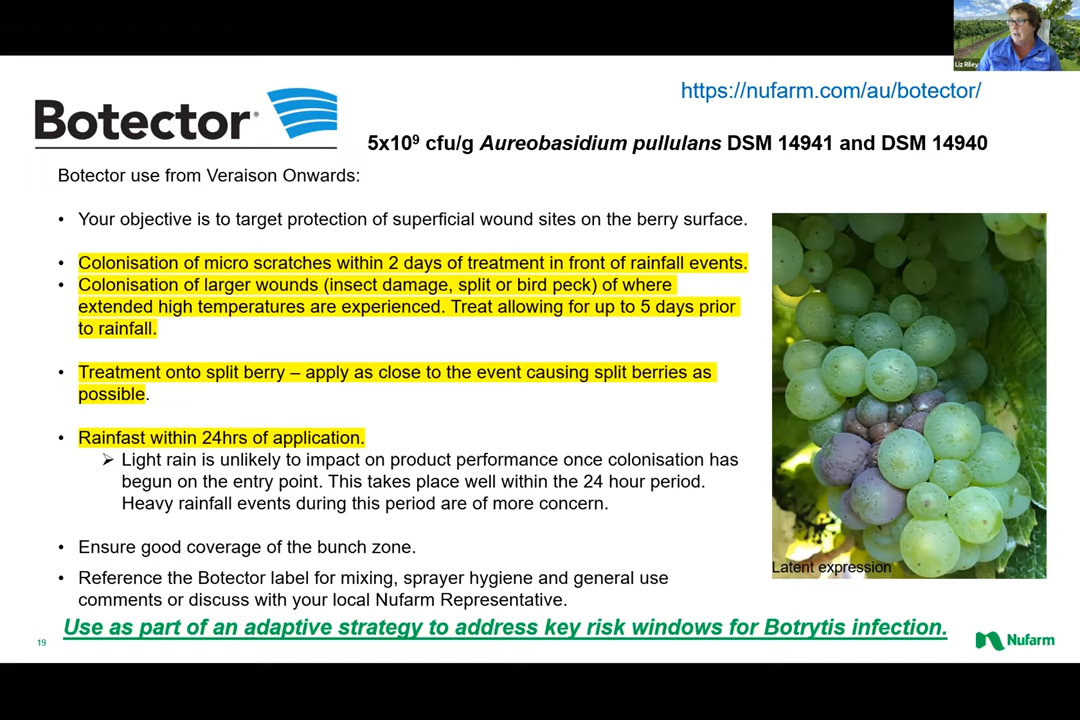 Liz Riley
https://nufarm.com/au/botector/
Botector®
5x10⁹ cfu/g Aureobasidium pullulans DSM 14941 and DSM 14940
Botector use from Veraison Onwards:
• Your objective is to target protection of superficial wound sites on the berry surface.
• Colonisation of micro scratches within 2 days of treatment in front of rainfall events.
• Colonisation of larger wounds (insect damage, split or bird peck) of where
extended high temperatures are experienced. Treat allowing for up to 5 days prior
to rainfall.
• Treatment onto split berry – apply as close to the event causing split berries as
possible.
• Rainfast within 24hrs of application.
➢ Light rain is unlikely to impact on product performance once colonisation has
begun on the entry point. This takes place well within the 24 hour period.
Heavy rainfall events during this period are of more concern.
• Ensure good coverage of the bunch zone.
• Reference the Botector label for mixing, sprayer hygiene and general use
comments or discuss with your local Nufarm Representative.
Latent expression
Use as part of an adaptive strategy to address key risk windows for Botrytis infection.
19
Nufarm